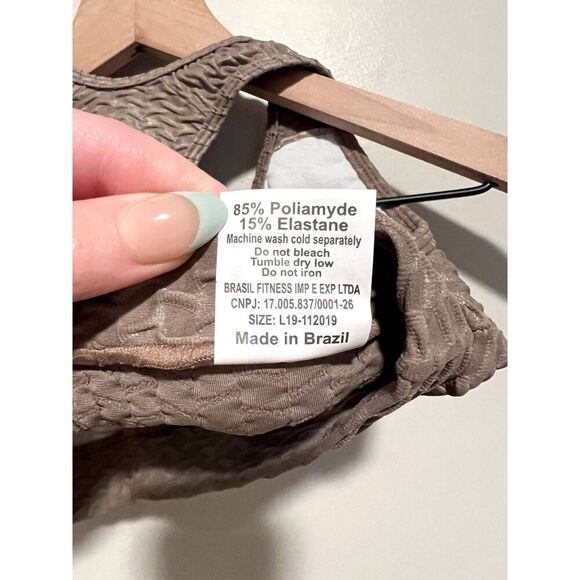 85% Poliamyde
15% Elastane
Machine wash cold separately
Do not bleach
Tumble dry low
Do not iron
BRASIL FITNESS IMP E EXP LTDA
CNPJ: 17.005.837/0001-26
SIZE: L19-112019
Made in Brazil